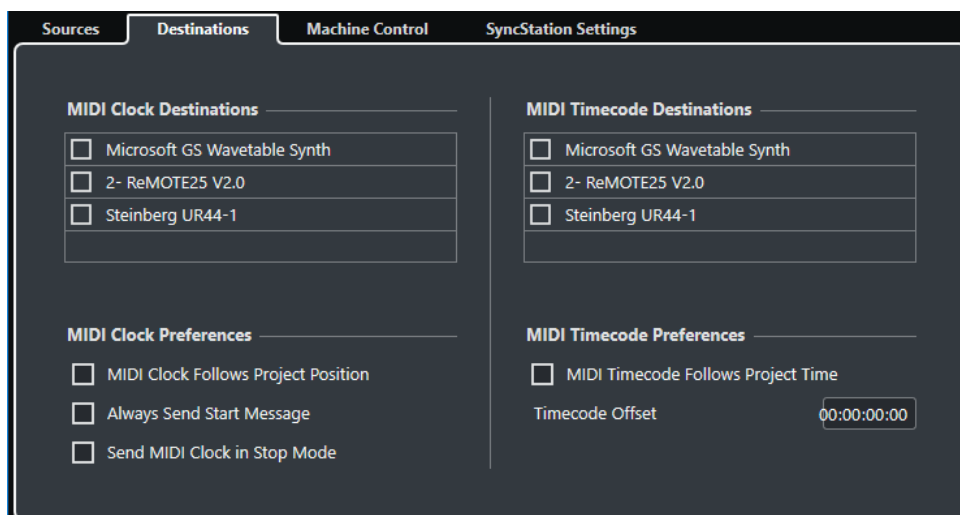 Sources Destinations Machine Control SyncStation Settings
MIDI Clock Destinations
Microsoft GS Wavetable Synth
2- ReMOTE25 V2.0
Steinberg UR44-1
MIDI Clock Preferences
MIDI Clock Follows Project Position
Always Send Start Message
Send MIDI Clock in Stop Mode
MIDI Timecode Destinations
Microsoft GS Wavetable Synth
2- ReMOTE25 V2.0
Steinberg UR44-1
MIDI Timecode Preferences
MIDI Timecode Follows Project Time
Timecode Offset 00:00:00:00